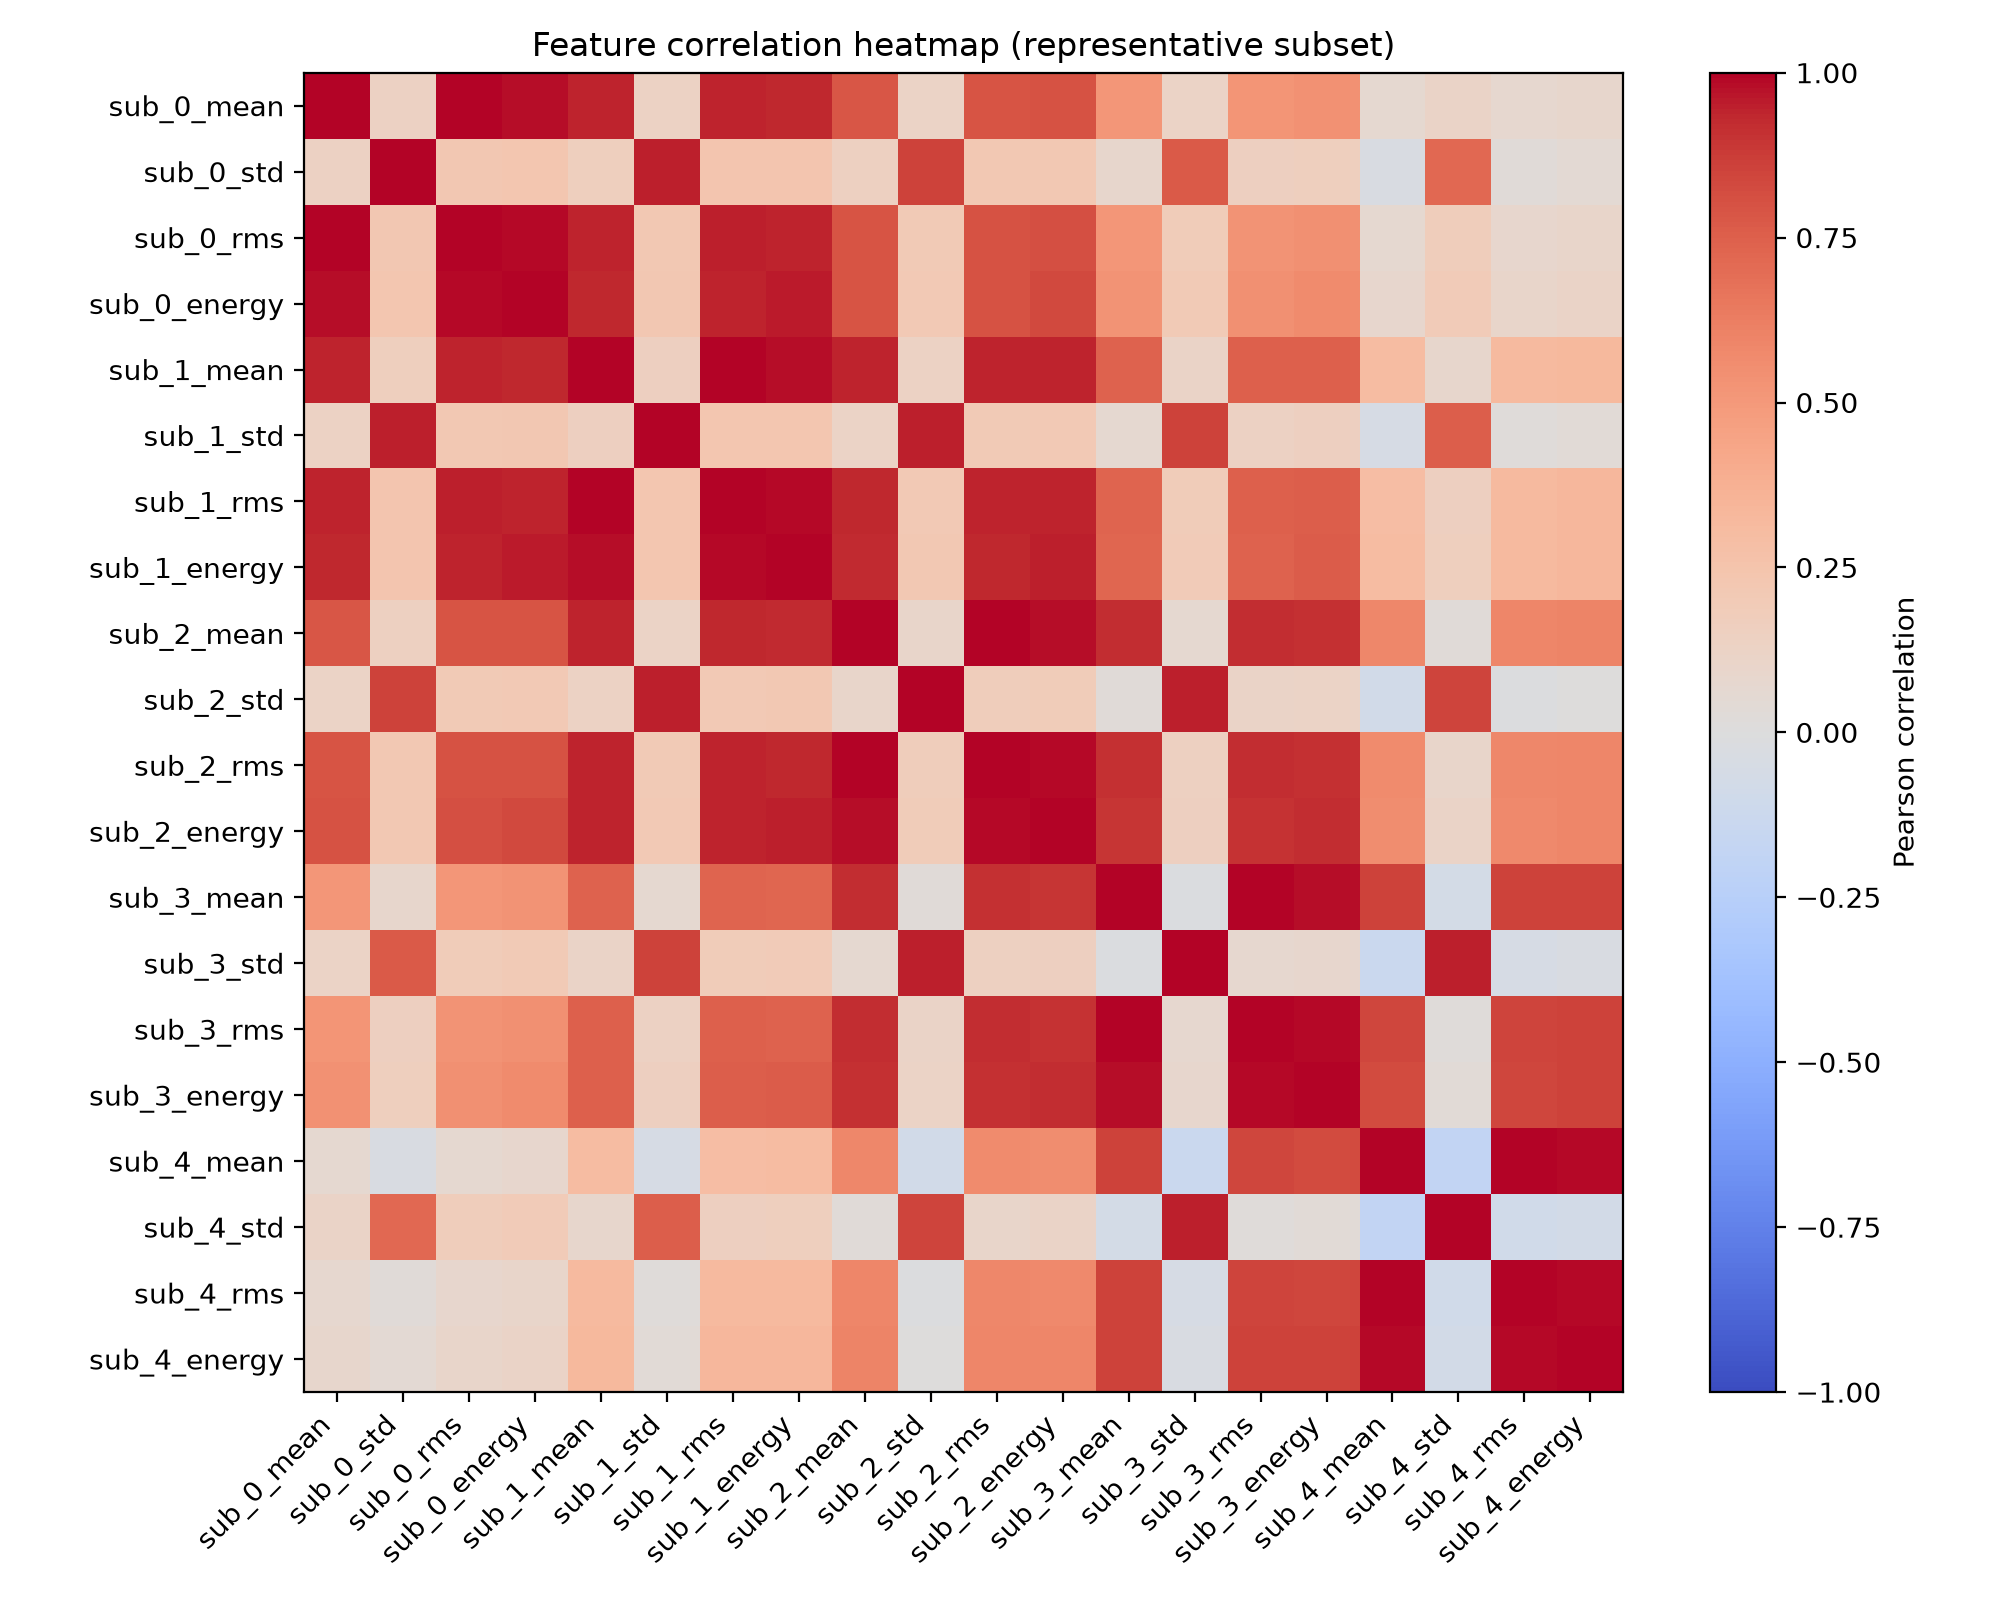 Feature correlation heatmap (representative subset)
sub_0_mean
sub_0_std
sub_0_rms
sub_0_energy
sub_1_mean
sub_1_std
sub_1_rms
sub_1_energy
sub_2_mean
sub_2_std
sub_2_rms
sub_2_energy
sub_3_mean
sub_3_std
sub_3_rms
sub_3_energy
sub_4_mean
sub_4_std
sub_4_rms
sub_4_energy
sub_0_mean
sub_0_std
sub_0_rms
sub_0_energy
sub_1_mean
sub_1_std
sub_1_rms
sub_1_energy
sub_2_mean
sub_2_std
sub_2_rms
sub_2_energy
sub_3_mean
sub_3_std
sub_3_rms
sub_3_energy
sub_4_mean
sub_4_std
sub_4_rms
sub_4_energy
1.00
0.75
0.50
0.25
0.00
−0.25
−0.50
−0.75
−1.00
Pearson correlation